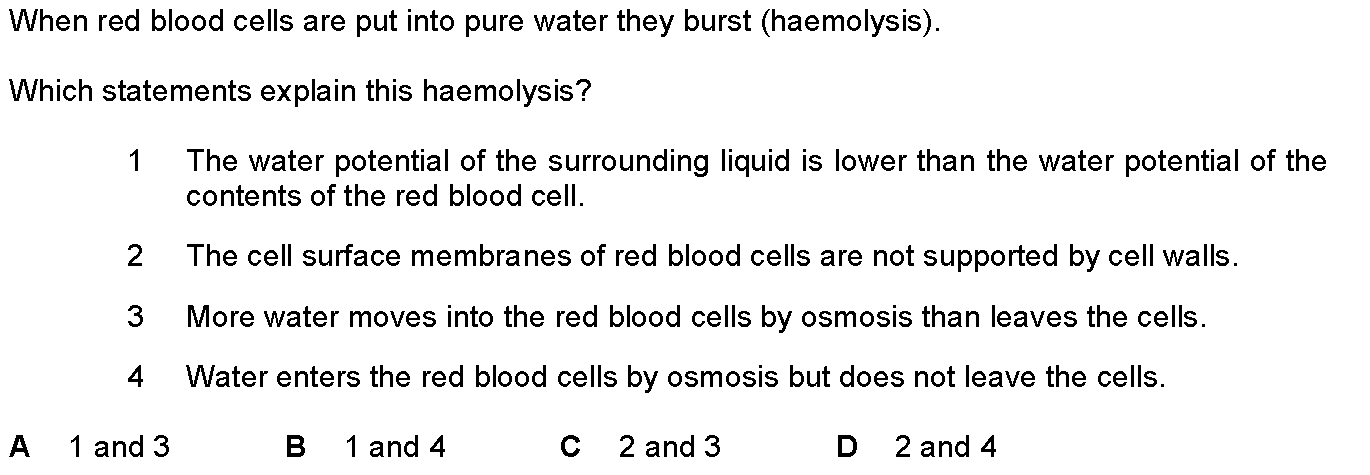 When red blood cells are put into pure water they burst (haemolysis).
Which statements explain this haemolysis?
1 The water potential of the surrounding liquid is lower than the water potential of the
contents of the red blood cell.
2 The cell surface membranes of red blood cells are not supported by cell walls.
3 More water moves into the red blood cells by osmosis than leaves the cells.
4 Water enters the red blood cells by osmosis but does not leave the cells.
A 1 and 3 B 1 and 4 C 2 and 3 D 2 and 4